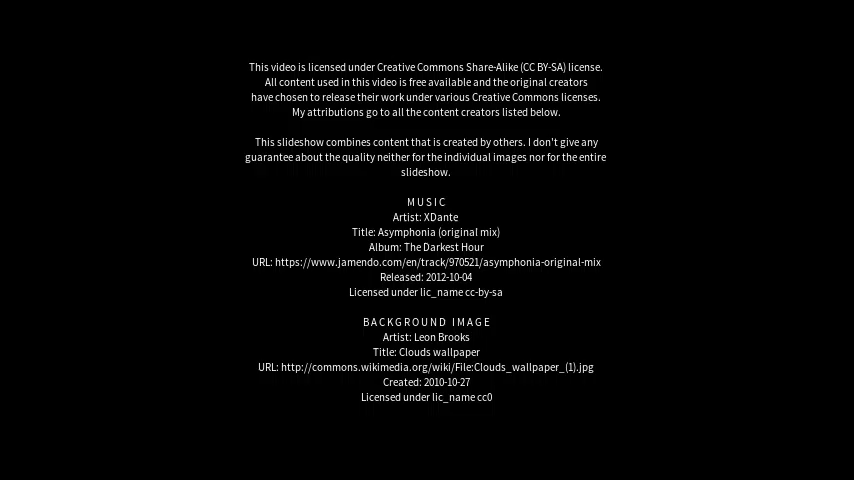 This video is licensed under Creative Commons Share-Alike (CC BY-SA) license.
All content used in this video is free available and the original creators
have chosen to release their work under various Creative Commons licenses.
My attributions go to all the content creators listed below.
This slideshow combines content that is created by others. I don't give any
guarantee about the quality neither for the individual images nor for the entire
slideshow.
MUSIC
Artist: XDante
Title: Asymphonia (original mix)
Album: The Darkest Hour
URL: https://www.jamendo.com/en/track/970521/asymphonia-original-mix
Released: 2012-10-04
Licensed under lic_name cc-by-sa
BACKGROUND IMAGE
Artist: Leon Brooks
Title: Clouds wallpaper
URL: http://commons.wikimedia.org/wiki/File:Clouds_wallpaper_(1).jpg
Created: 2010-10-27
Licensed under lic_name cc0